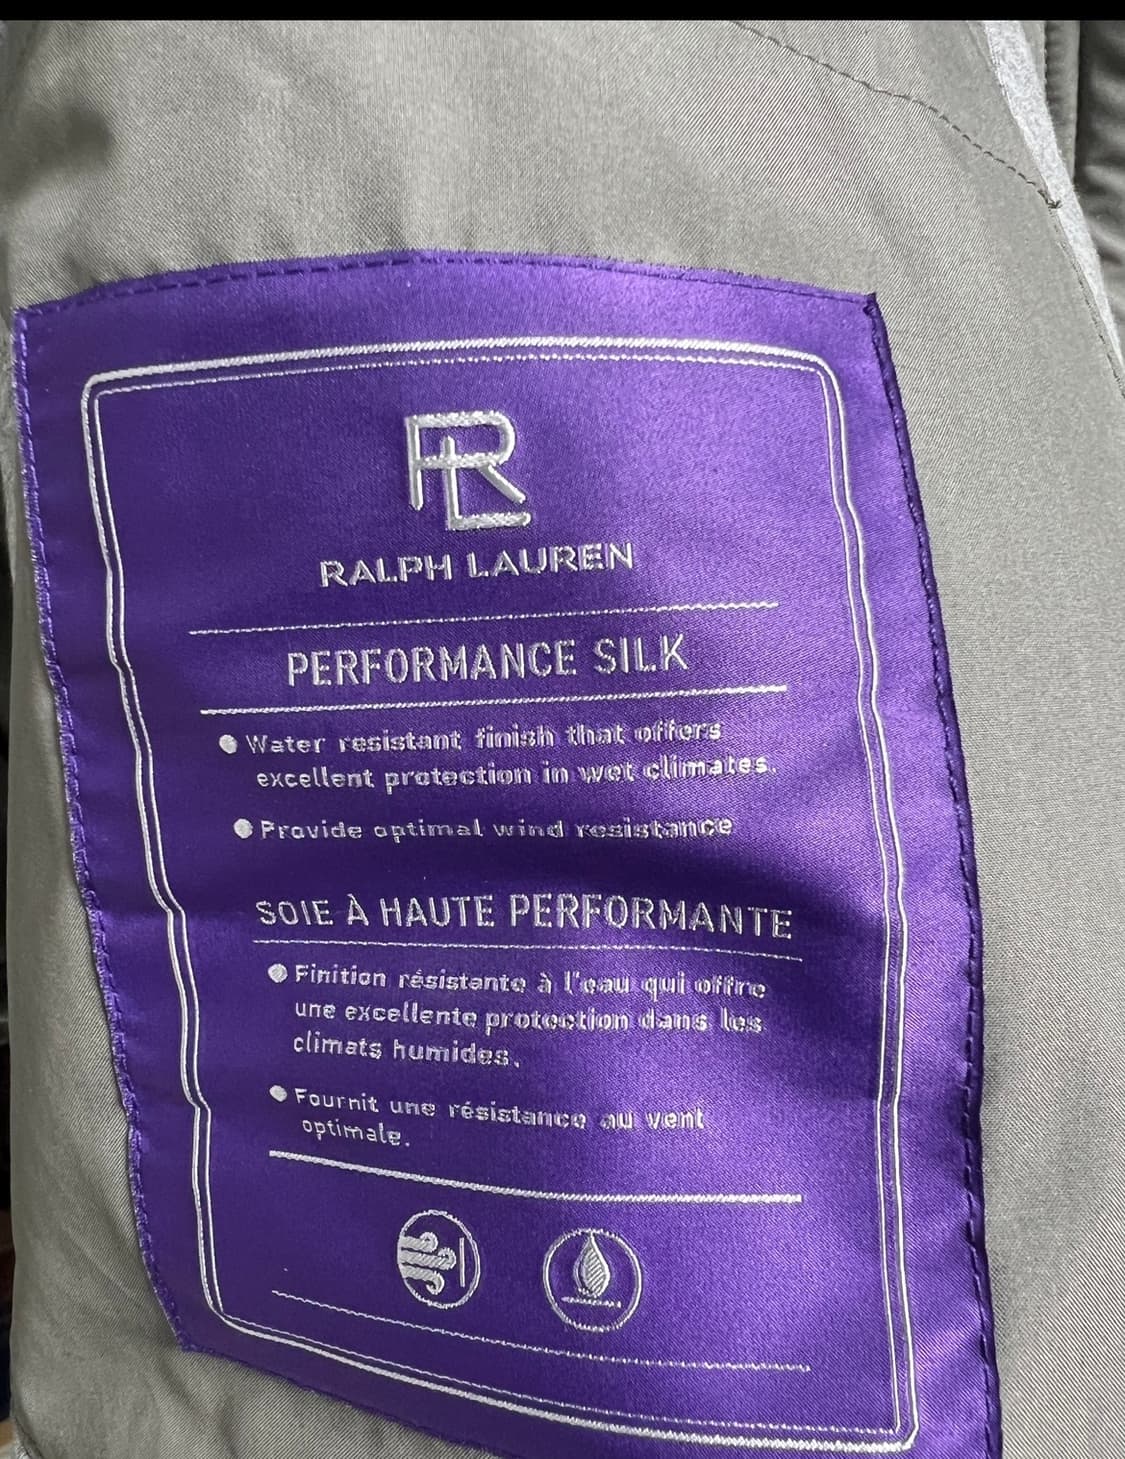 RL
RALPH LAUREN
PERFORMANCE SILK
● Water resistant finish that offers
excellent protection in wet climates.
● Provide optimal wind resistance
SOIE À HAUTE PERFORMANTE
● Finition résistante à l'eau qui offre
une excellente protection dans les
climats humides.
● Fournit une résistance au vent
optimale.